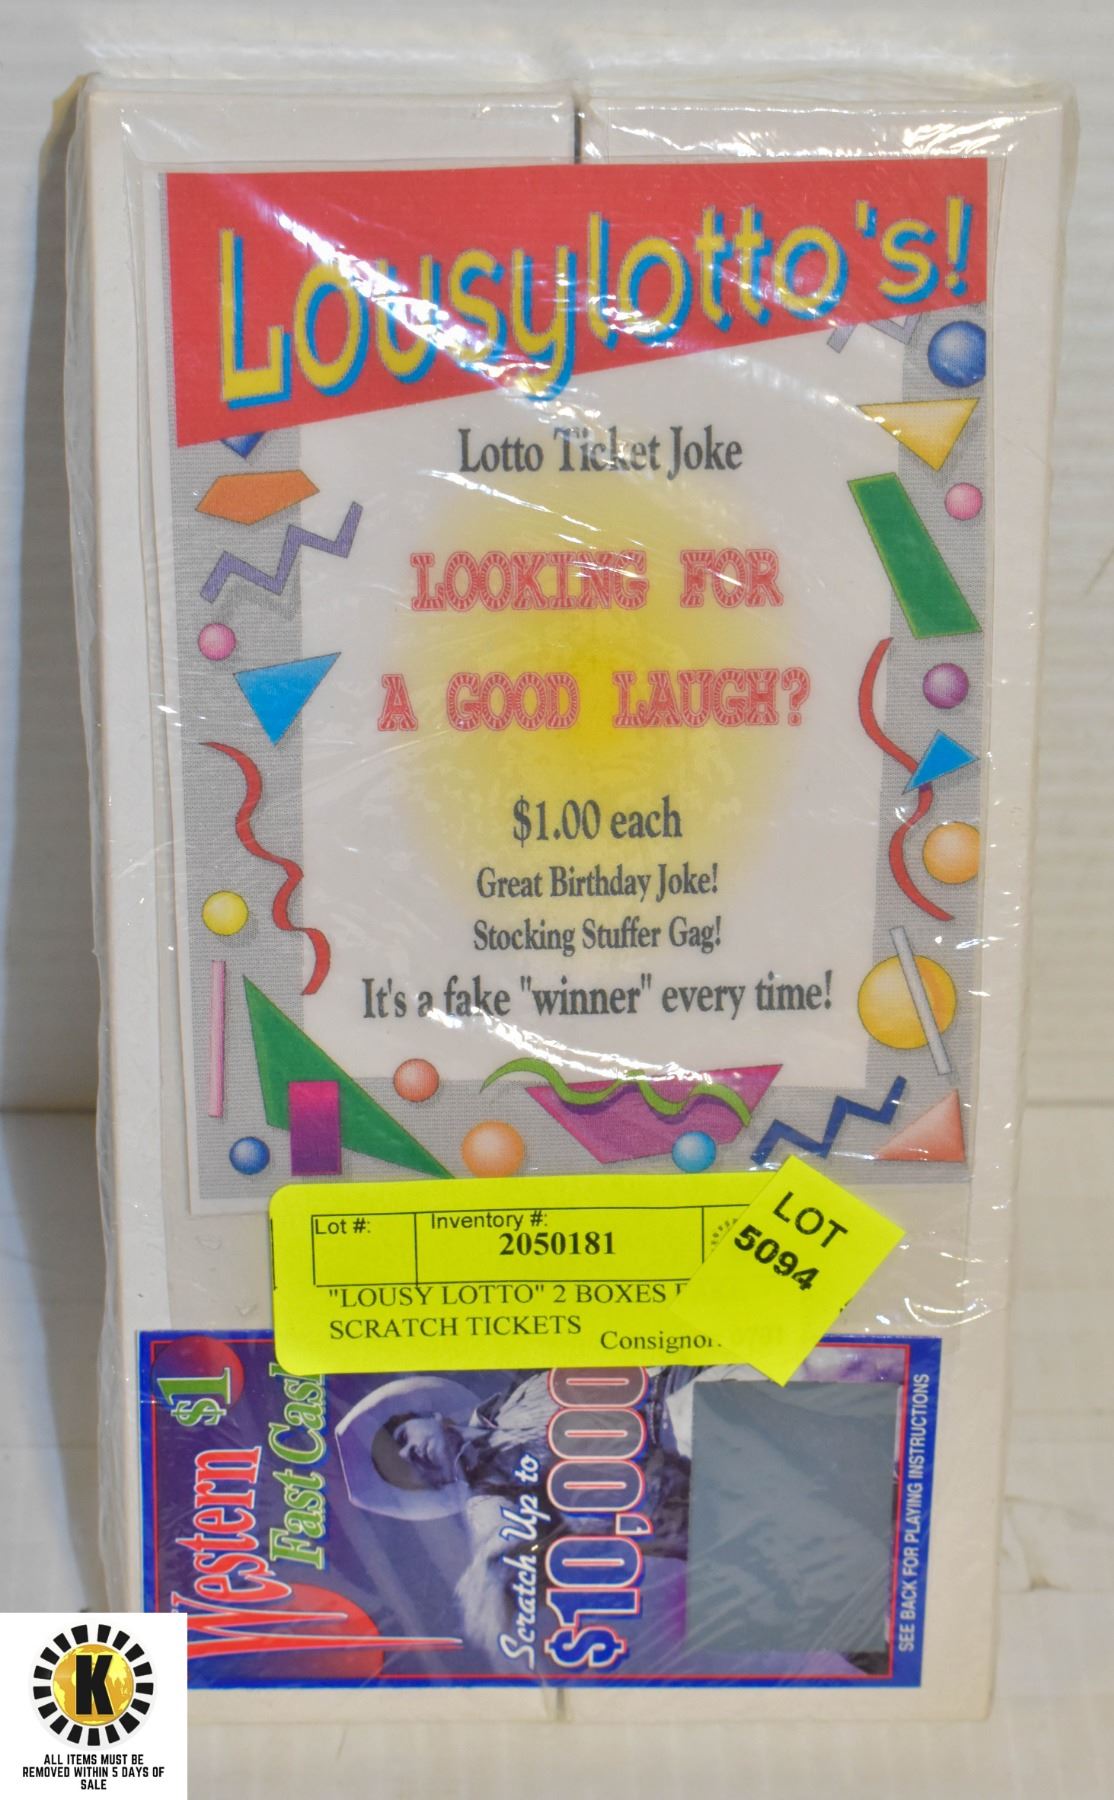 Lousylotto's!
Lotto Ticket Joke
LOOKING FOR
A GOOD LAUGH?
$1.00 each
Great Birthday Joke!
Stocking Stuffer Gag!
It's a fake "winner" every time!
Lot #:
Inventory #:
2050181
"LOUSY LOTTO" 2 BOXES
SCRATCH TICKETS
LOT
5094
Western $1
Fast Cash
Scratch Up to
$10,000
SEE BACK FOR PLAYING INSTRUCTIONS
K
ALL ITEMS MUST BE
REMOVED WITHIN 5 DAYS OF
SALE